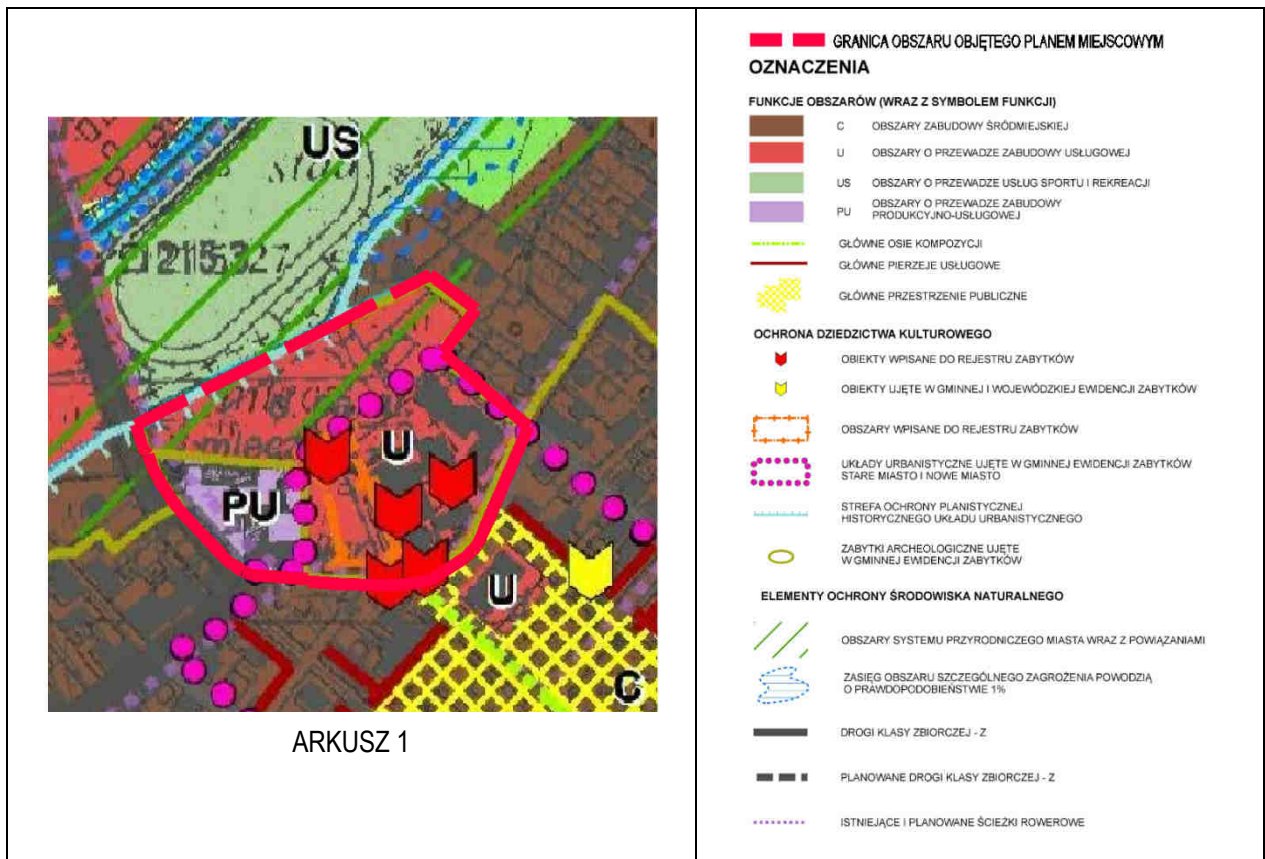 US
215.327
U
PU
U
C
ARKUSZ 1
GRANICA OBSZARU OBJĘTEGO PLANEM MIEJSCOWYM
OZNACZENIA
FUNKCJE OBSZARÓW (WRAZ Z SYMBOLEM FUNKCJI)
C OBSZARY ZABUDOWY ŚRÓDMIEJSKIEJ
U OBSZARY O PRZEWADZE ZABUDOWY USŁUGOWEJ
US OBSZARY O PRZEWADZE USŁUG SPORTU I REKREACJI
PU OBSZARY O PRZEWADZE ZABUDOWY
PRODUKCYJNO-USŁUGOWEJ
GŁÓWNE OSIE KOMPOZYCJI
GŁÓWNE PIERZEJE USŁUGOWE
GŁÓWNE PRZESTRZENIE PUBLICZNE
OCHRONA DZIEDZICTWA KULTUROWEGO
OBIEKTY WPISANE DO REJESTRU ZABYTKÓW
OBIEKTY UJĘTE W GMINNEJ I WOJEWÓDZKIEJ EWIDENCJI ZABYTKÓW
OBSZARY WPISANE DO REJESTRU ZABYTKÓW
UKŁADY URBANISTYCZNE UJĘTE W GMINNEJ EWIDENCJI ZABYTKÓW
STARE MIASTO I NOWE MIASTO
STREFA OCHRONY PLANISTYCZNEJ
HISTORYCZNEGO UKŁADU URBANISTYCZNEGO
ZABYTKI ARCHEOLOGICZNE UJĘTE
W GMINNEJ EWIDENCJI ZABYTKÓW
ELEMENTY OCHRONY ŚRODOWISKA NATURALNEGO
OBSZARY SYSTEMU PRZYRODNICZEGO MIASTA WRAZ Z POWIĄZANIAMI
ZASIĘG OBSZARU SZCZEGÓLNEGO ZAGROŻENIA POWODZIĄ
O PRAWDOPODOBIEŃSTWIE 1%
DROGI KLASY ZBIORCZEJ - Z
PLANOWANE DROGI KLASY ZBIORCZEJ - Z
ISTNIEJĄCE I PLANOWANE ŚCIEŻKI ROWEROWE